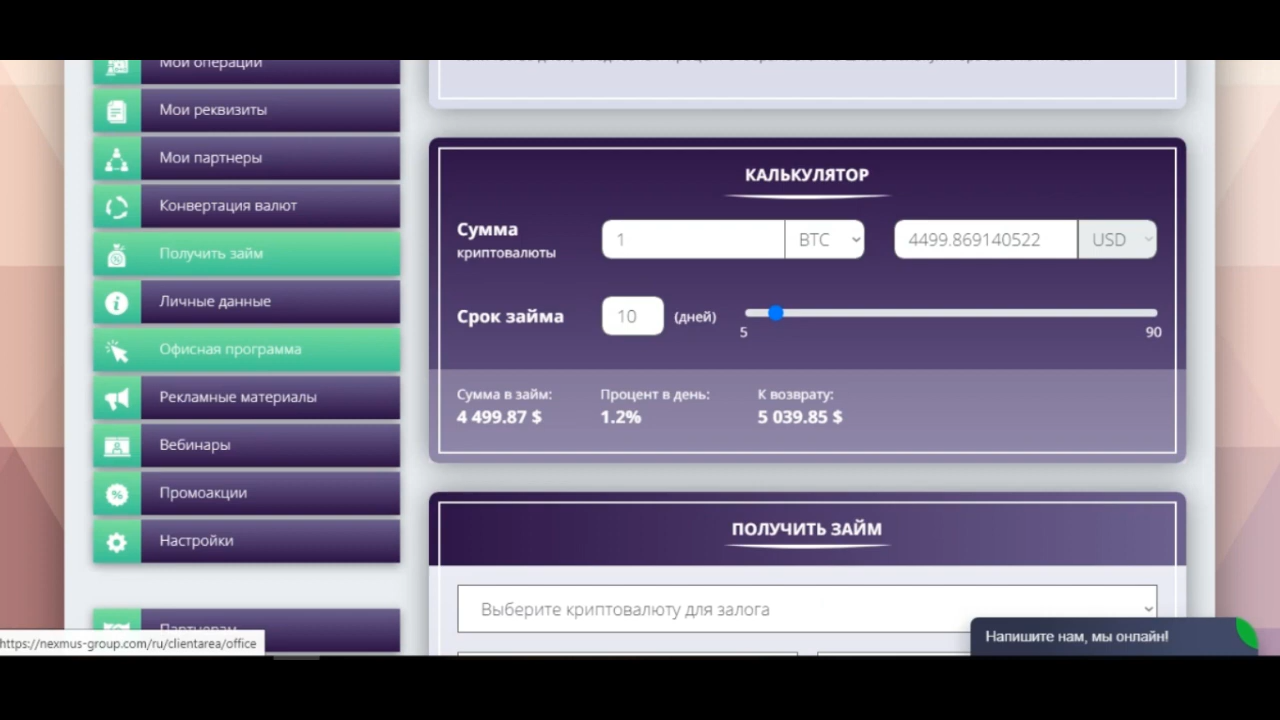 Мои операции
Мои реквизиты
Мои партнеры
Конвертация валют
Получить займ
Личные данные
Офисная программа
Рекламные материалы
Вебинары
Промоакции
Настройки
Партнерам
https://nexmus-group.com/ru/clientarea/office
КАЛЬКУЛЯТОР
Сумма
криптовалюты
1 BTC 4499.869140522 USD
Срок займа 10 (дней)
5 90
Сумма в займ: Процент в день: К возврату:
4 499.87 $ 1.2% 5 039.85 $
ПОЛУЧИТЬ ЗАЙМ
Выберите криптовалюту для залога
Напишите нам, мы онлайн!